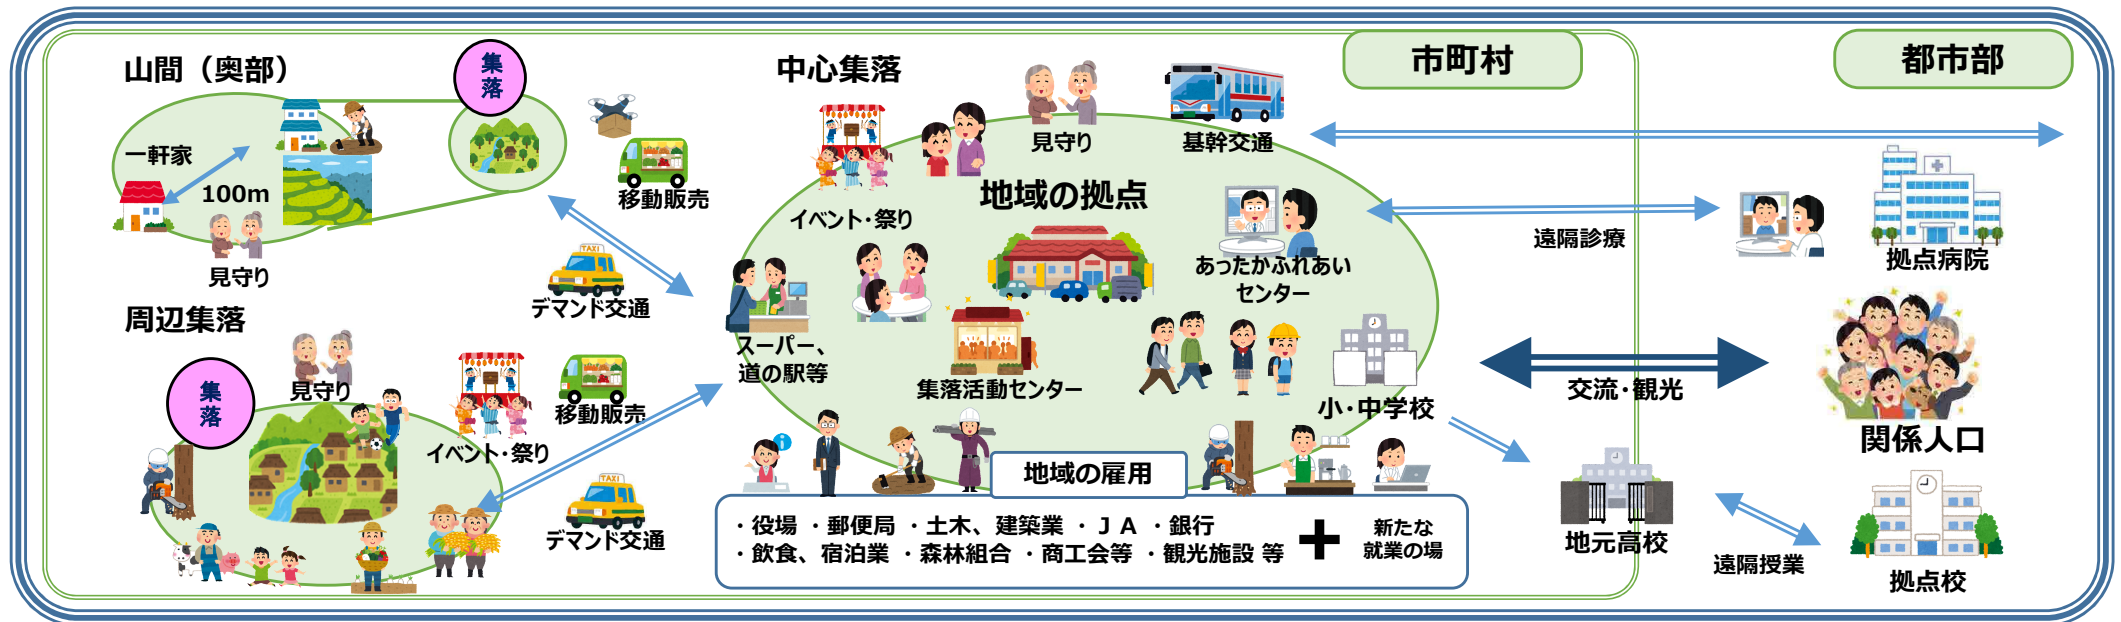 山間（奥部）
集
落
一軒家
100m
見守り
移動販売
TAXI
デマンド交通
周辺集落
集
落
見守り
イベント・祭り
移動販売
TAXI
デマンド交通
中心集落
イベント・祭り
見守り
基幹交通
地域の拠点
あったかふれあい
センター
スーパー、
道の駅等
集落活動センター
小・中学校
地域の雇用
・役場 ・郵便局 ・土木、建築業 ・ＪＡ ・銀行
・飲食、宿泊業 ・森林組合 ・商工会等 ・観光施設 等
＋
新たな
就業の場
市町村
都市部
遠隔診療
拠点病院
交流・観光
関係人口
地元高校
遠隔授業
拠点校